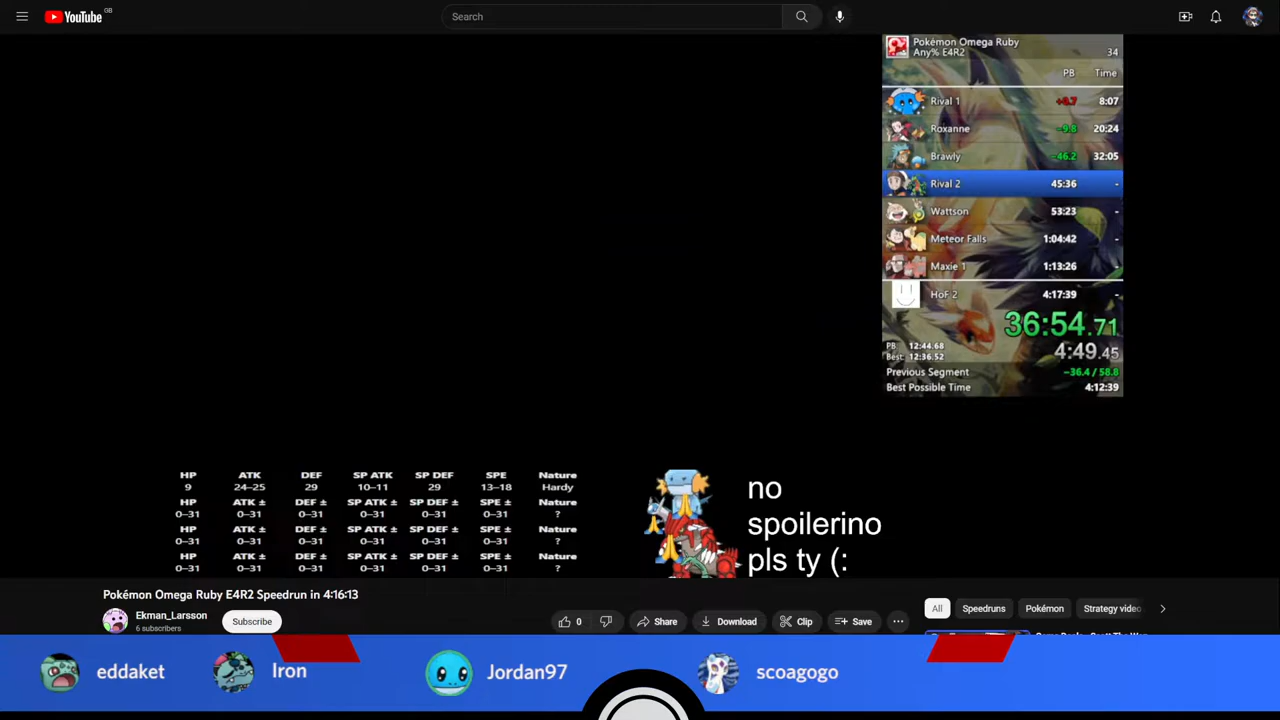 YouTube GB
Search
Pokémon Omega Ruby
Any% E4R2 34
PB Time
Rival 1 +0.7 8:07
Roxanne -9.8 20:24
Brawly -46.2 32:05
Rival 2 45:36 -
Wattson 53:23 -
Meteor Falls 1:04:42 -
Maxie 1 1:13:26 -
HoF 2 4:17:39 -
36:54.71
PB: 12:44.68
Best: 12:36.52
4:49.45
Previous Segment -36.4 / 58.8
Best Possible Time 4:12:39
HP ATK DEF SP ATK SP DEF SPE Nature
9 24–25 29 10–11 29 13–18 Hardy
HP ATK ± DEF ± SP ATK ± SP DEF ± SPE ± Nature
0–31 0–31 0–31 0–31 0–31 0–31 ?
HP ATK ± DEF ± SP ATK ± SP DEF ± SPE ± Nature
0–31 0–31 0–31 0–31 0–31 0–31 ?
HP ATK ± DEF ± SP ATK ± SP DEF ± SPE ± Nature
0–31 0–31 0–31 0–31 0–31 0–31 ?
no
spoilerino
pls ty (:
Pokémon Omega Ruby E4R2 Speedrun in 4:16:13
Ekman_Larsson
6 subscribers
Subscribe
0
Share
Download
Clip
Save
All Speedruns Pokémon Strategy video
eddaket Iron Jordan97 scoagogo